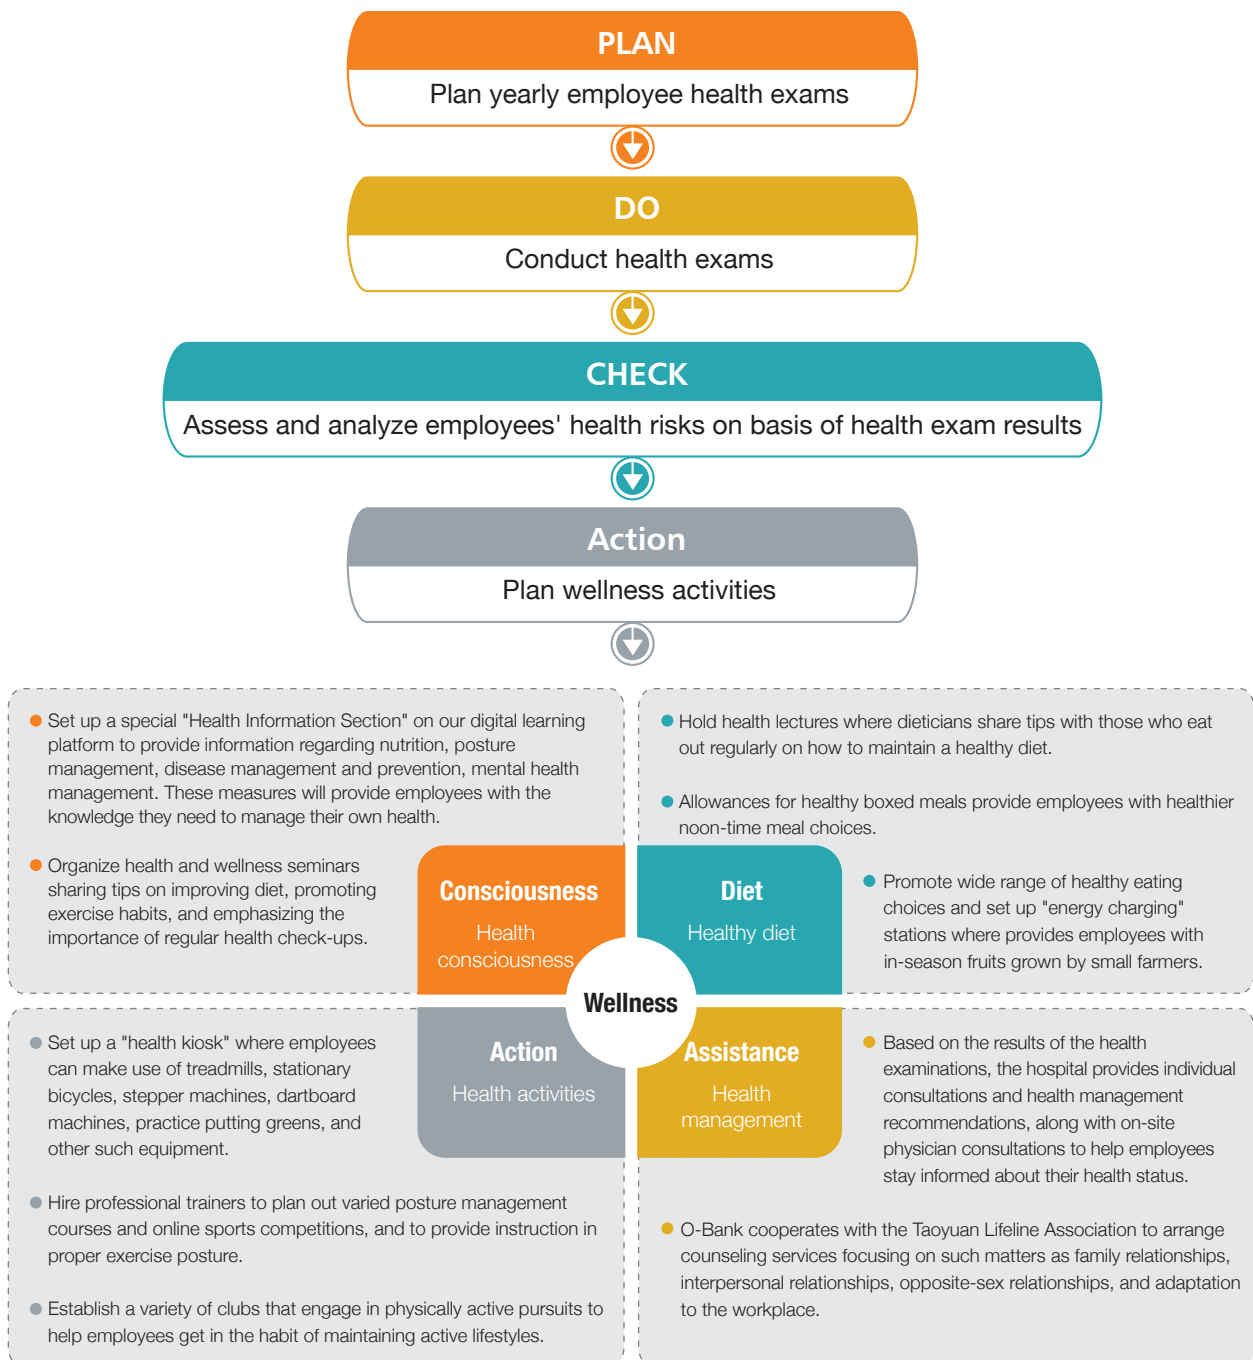 PLAN
Plan yearly employee health exams
DO
Conduct health exams
CHECK
Assess and analyze employees' health risks on basis of health exam results
Action
Plan wellness activities
Set up a special "Health Information Section" on our digital learning
platform to provide information regarding nutrition, posture
management, disease management and prevention, mental health
management. These measures will provide employees with the
knowledge they need to manage their own health.
Organize health and wellness seminars
sharing tips on improving diet, promoting
exercise habits, and emphasizing the
importance of regular health check-ups.
Consciousness
Health
consciousness
Hold health lectures where dieticians share tips with those who eat
out regularly on how to maintain a healthy diet.
Allowances for healthy boxed meals provide employees with healthier
noon-time meal choices.
Diet
Healthy diet
Promote wide range of healthy eating
choices and set up "energy charging"
stations where provides employees with
in-season fruits grown by small farmers.
Wellness
Set up a "health kiosk" where employees
can make use of treadmills, stationary
bicycles, stepper machines, dartboard
machines, practice putting greens, and
other such equipment.
Action
Health activities
Hire professional trainers to plan out varied posture management
courses and online sports competitions, and to provide instruction in
proper exercise posture.
Establish a variety of clubs that engage in physically active pursuits to
help employees get in the habit of maintaining active lifestyles.
Assistance
Health
management
Based on the results of the health
examinations, the hospital provides individual
consultations and health management
recommendations, along with on-site
physician consultations to help employees
stay informed about their health status.
O-Bank cooperates with the Taoyuan Lifeline Association to arrange
counseling services focusing on such matters as family relationships,
interpersonal relationships, opposite-sex relationships, and adaptation
to the workplace.